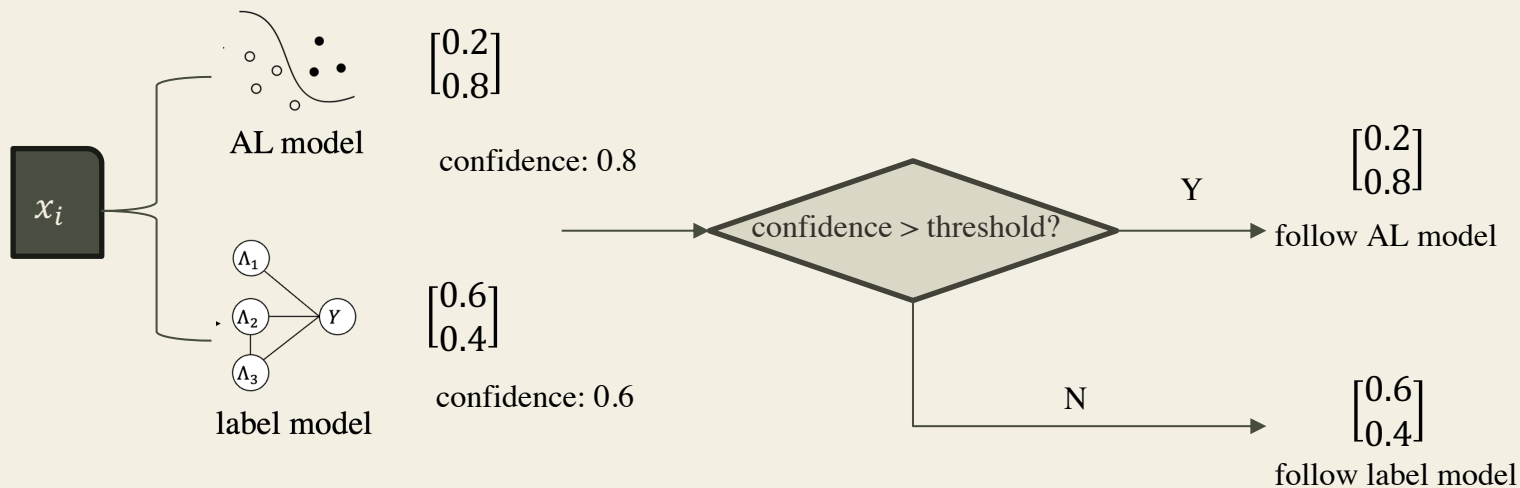 xᵢ
AL model
[0.2
0.8]
confidence: 0.8
Λ₁
Λ₂
Λ₃
Y
label model
[0.6
0.4]
confidence: 0.6
confidence > threshold?
Y
[0.2
0.8]
follow AL model
N
[0.6
0.4]
follow label model